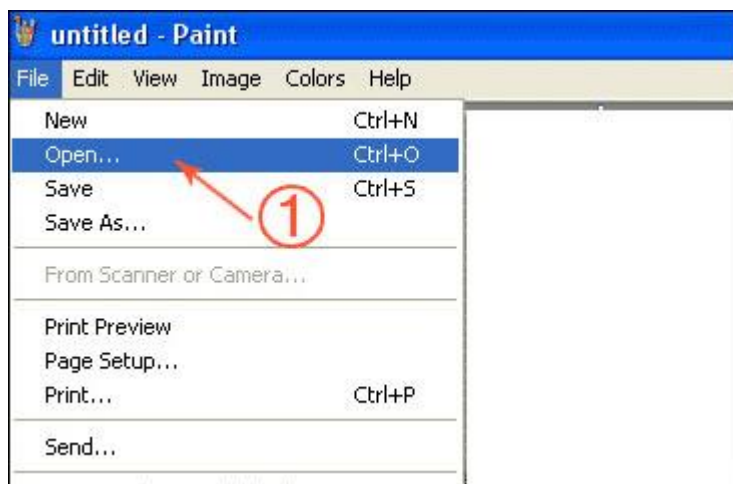 untitled - Paint
File Edit View Image Colors Help
New Ctrl+N
Open... Ctrl+O
Save Ctrl+S
Save As...
1
From Scanner or Camera...
Print Preview
Page Setup...
Print... Ctrl+P
Send...